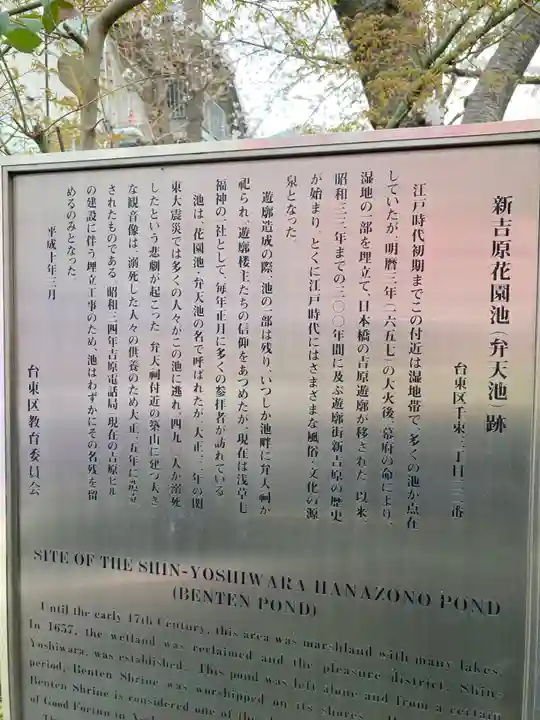 新吉原花園池(弁天池)跡
台東区千束三丁目二二番
江戸時代初期までこの付近は湿地帯で、多くの池が点在
していたが、明暦三年(一六五七)の大火後、幕府の命により、
湿地の一部を埋立て、日本橋の吉原遊廓が移された。以来、
昭和三三年までの三〇〇年間に及ぶ遊廓街新吉原の歴史
が始まり、とくに江戸時代にはさまざまな風俗・文化の源
泉となった。
遊廓造成の際、池の一部は残り、いつしか池畔に弁天祠が
祀られ、遊廓楼主たちの信仰をあつめたが、現在は浅草七
福神の一社として、毎年正月に多くの参拝者が訪れている。
池は、花園池・弁天池の名で呼ばれたが、大正一二年の関
東大震災では多くの人々がこの池に逃れ、四九〇人が溺死
したという悲劇が起こった。弁天祠付近の築山に建つ大き
な観音像は、溺死した人々の供養のため大正一五年に造立
されたものである。昭和三四年吉原電話局(現在の吉原ビル)
の建設に伴う埋立工事のため、池はわずかにその名残を留
めるのみとなった。
平成十年三月
台東区教育委員会
SITE OF THE SHIN-YOSHIWARA HANAZONO POND
(BENTEN POND)
Until the early 17th Century, this area was marshland with many lakes.
In 1657, the wetland was reclaimed and the pleasure district, Shin-
Yoshiwara, was established. This pond was left alone and from a certain
period, Benten Shrine was worshipped on its shores.
Benten Shrine is considered one of the
of Good Fortun in